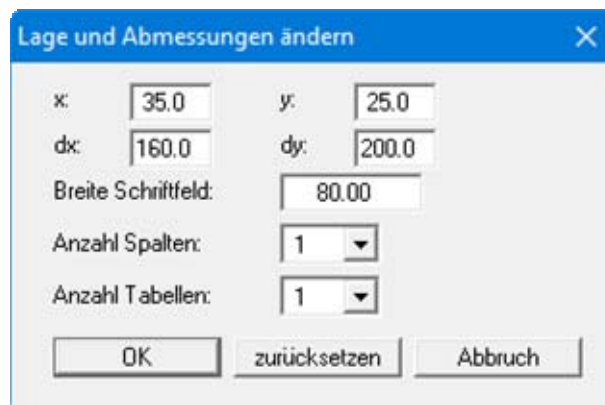 Lage und Abmessungen ändern
x: 35.0 y: 25.0
dx: 160.0 dy: 200.0
Breite Schriftfeld: 80.00
Anzahl Spalten: 1
Anzahl Tabellen: 1
OK zurücksetzen Abbruch